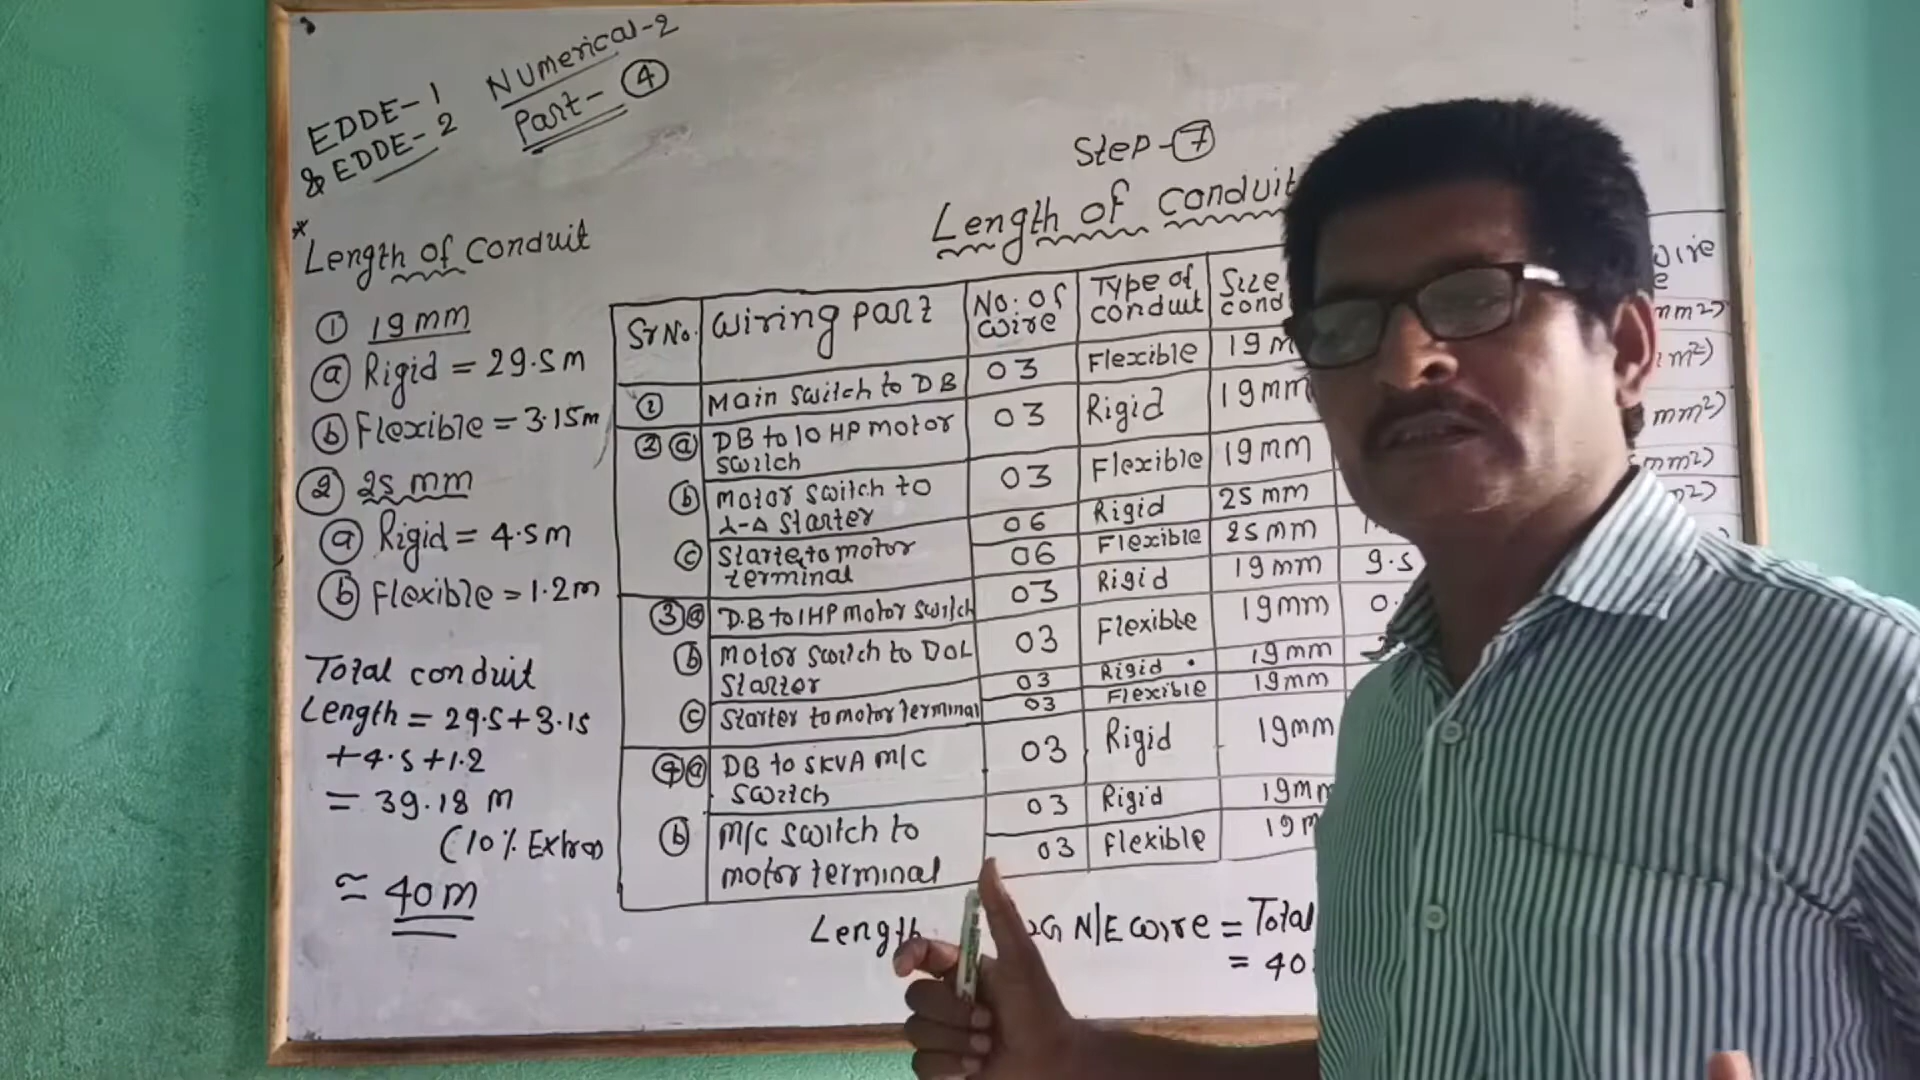 EDDE-1
& EDDE-2
Numerical-2
Part- 4
* Length of conduit
1 19mm
a Rigid = 29.5m
b Flexible = 3.15m
2 25 mm
a Rigid = 4.5m
b Flexible = 1.2m
Total conduit
Length = 29.5+3.15
+4.5+1.2
= 39.18 m
(10% Extra)
≃ 40m
Step-7
Length of conduit
Sr No. Wiring part No. of wire Type of conduit Size cond
1 Main switch to DB 03 Flexible 19m
2 a DB to 10 HP motor switch 03 Rigid 19mm
b Motor switch to λ-Δ starter 03 Flexible 19mm
c Starter to motor terminal 06 Rigid 25mm
06 Flexible 25mm
3 a D.B to 1HP motor switch 03 Rigid 19mm 9.5
b Motor switch to DOL starter 03 Flexible 19mm 0.
c Starter to motor terminal 03 Rigid 19mm
03 Flexible 19mm
4 a DB to 5KVA M/C switch 03 Rigid 19mm
b M/C switch to motor terminal 03 Rigid 19mm
03 Flexible 19m
Length N/E wire = Total
= 40